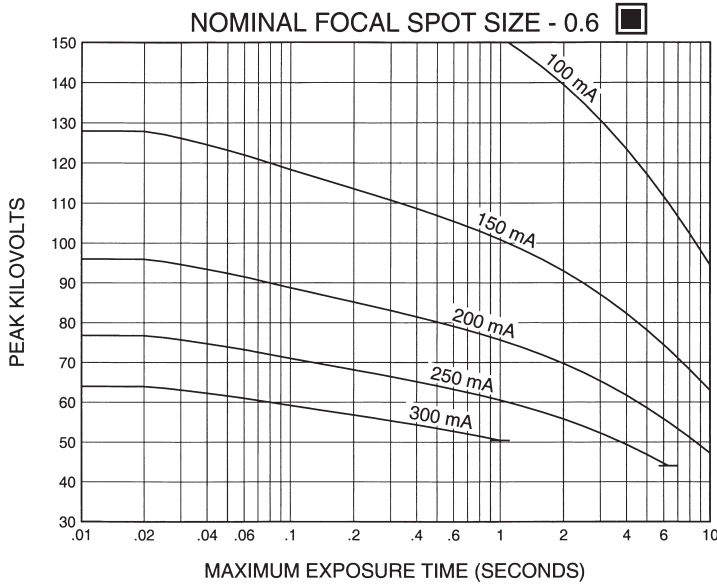 NOMINAL FOCAL SPOT SIZE - 0.6
150
140
130
120
110
100
90
80
70
60
50
40
30
PEAK KILOVOLTS
100 mA
150 mA
200 mA
250 mA
300 mA
.01 .02 .04 .06 .1 .2 .4 .6 1 2 4 6 10
MAXIMUM EXPOSURE TIME (SECONDS)